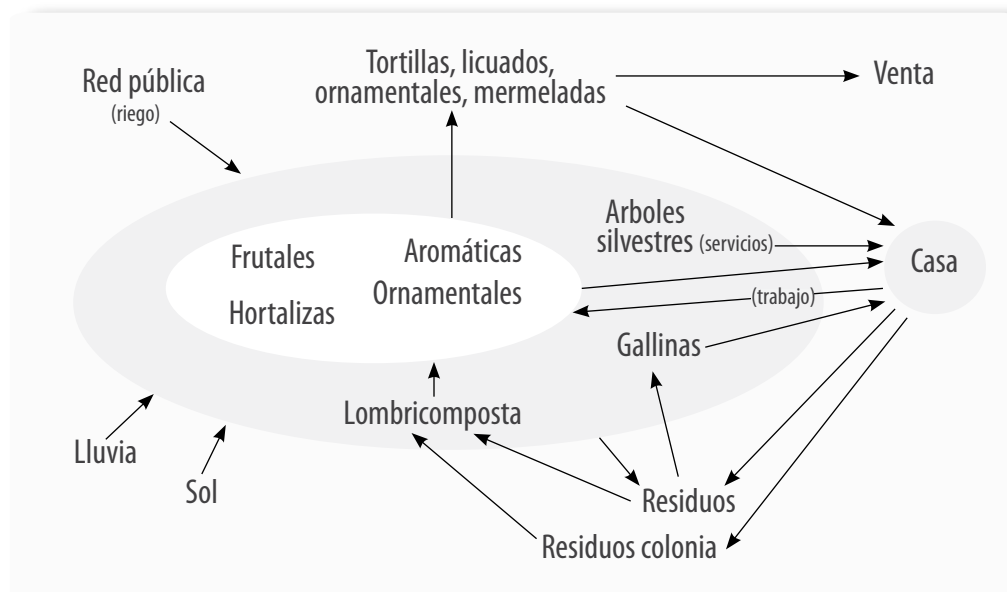 Tortillas, licuados,
ornamentales, mermeladas
Venta
Red pública
(riego)
Arboles
silvestres (servicios)
Frutales
Aromáticas
Casa
Ornamentales
(trabajo)
Hortalizas
Gallinas
Lombricomposta
Lluvia
Sol
Residuos
Residuos colonia